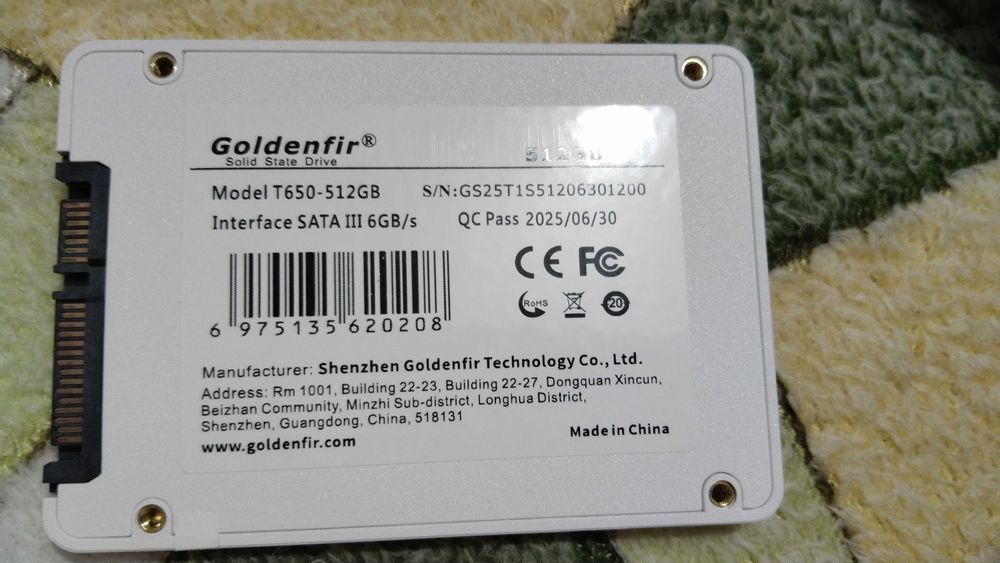 Goldenfir®
Solid State Drive
512GB
Model T650-512GB
S/N:GS25T1S51206301200
Interface SATA III 6GB/s
QC Pass 2025/06/30
CE FC
RoHS
20
6 975135 620208
Manufacturer: Shenzhen Goldenfir Technology Co., Ltd.
Address: Rm 1001, Building 22-23, Building 22-27, Dongquan Xincun,
Beizhan Community, Minzhi Sub-district, Longhua District,
Shenzhen, Guangdong, China, 518131
www.goldenfir.com
Made in China